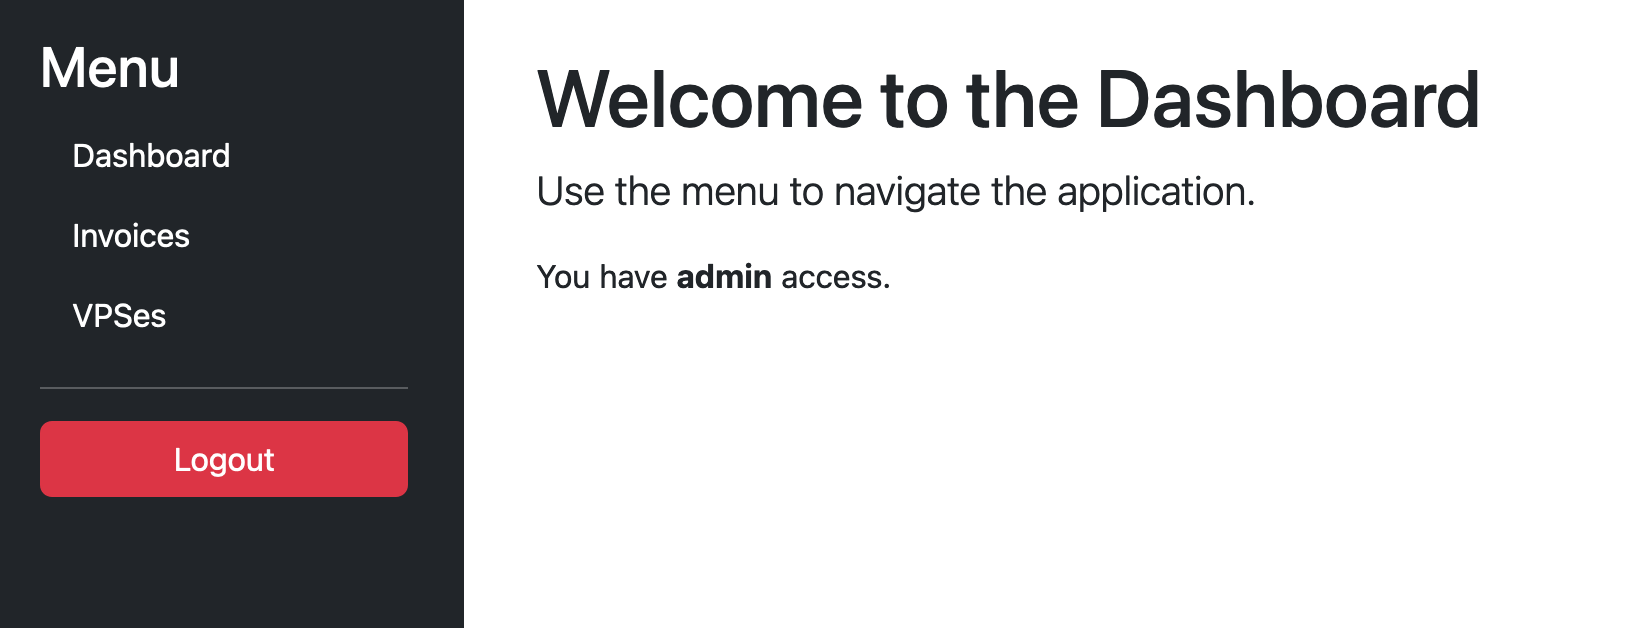 Menu
Dashboard
Invoices
VPSes
Logout
Welcome to the Dashboard
Use the menu to navigate the application.
You have admin access.